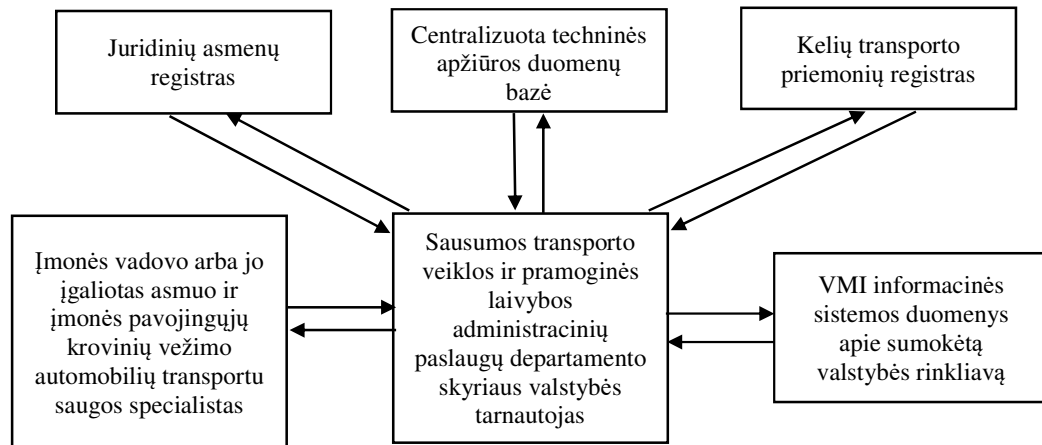 Juridinių asmenų
registras
Centralizuota techninės
apžiūros duomenų
bazė
Kelių transporto
priemonių registras
Įmonės vadovo arba jo
įgaliotas asmuo ir
įmonės pavojingųjų
krovinių vežimo
automobilių transportu
saugos specialistas
Sausumos transporto
veiklos ir pramoginės
laivybos
administracinių
paslaugų departamento
skyriaus valstybės
tarnautojas
VMI informacinės
sistemos duomenys
apie sumokėtą
valstybės rinkliavą